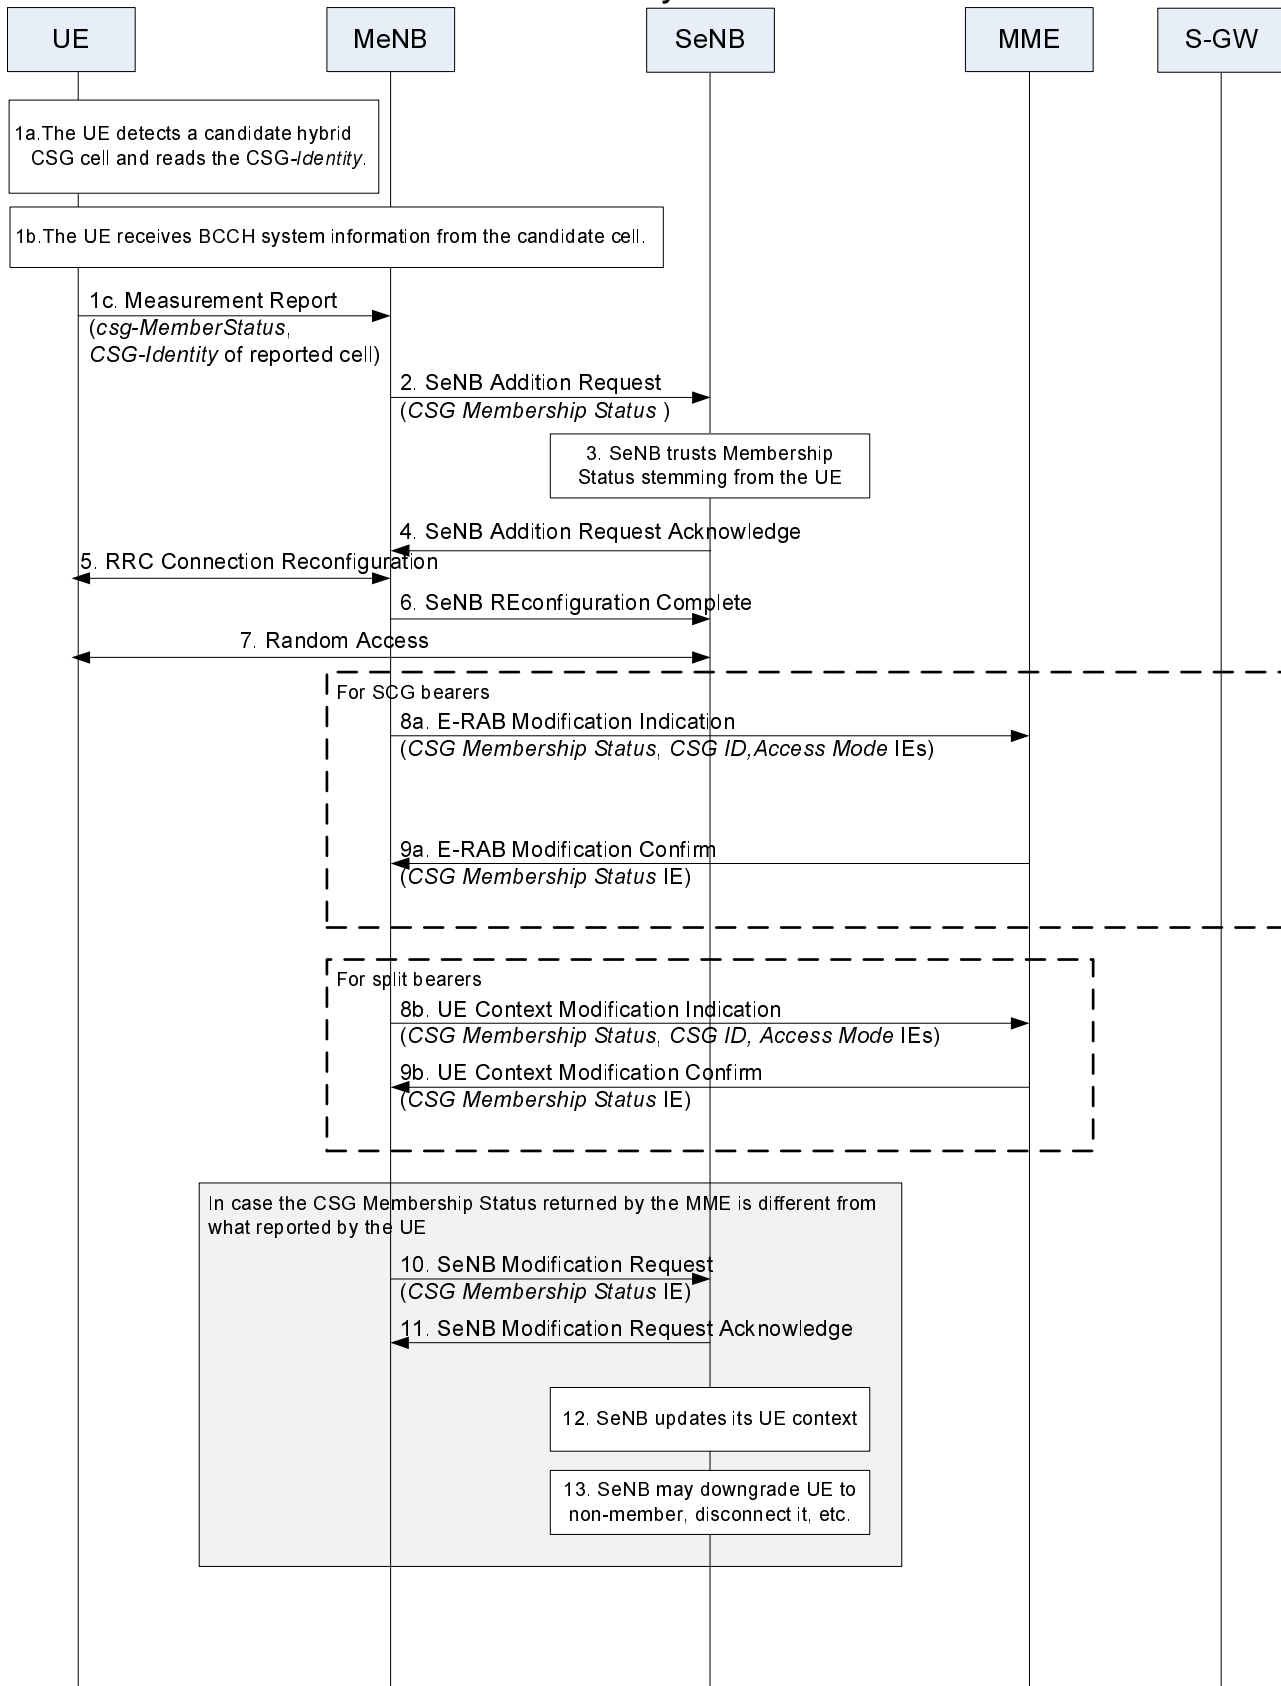 UE
MeNB
SeNB
MME
S-GW
1a.The UE detects a candidate hybrid
CSG cell and reads the CSG-Identity.
1b.The UE receives BCCH system information from the candidate cell.
1c. Measurement Report
(csg-MemberStatus,
CSG-Identity of reported cell)
2. SeNB Addition Request
(CSG Membership Status )
3. SeNB trusts Membership
Status stemming from the UE
4. SeNB Addition Request Acknowledge
5. RRC Connection Reconfiguration
6. SeNB REconfiguration Complete
7. Random Access
For SCG bearers
8a. E-RAB Modification Indication
(CSG Membership Status, CSG ID,Access Mode IEs)
9a. E-RAB Modification Confirm
(CSG Membership Status IE)
For split bearers
8b. UE Context Modification Indication
(CSG Membership Status, CSG ID, Access Mode IEs)
9b. UE Context Modification Confirm
(CSG Membership Status IE)
In case the CSG Membership Status returned by the MME is different from
what reported by the UE
10. SeNB Modification Request
(CSG Membership Status IE)
11. SeNB Modification Request Acknowledge
12. SeNB updates its UE context
13. SeNB may downgrade UE to
non-member, disconnect it, etc.